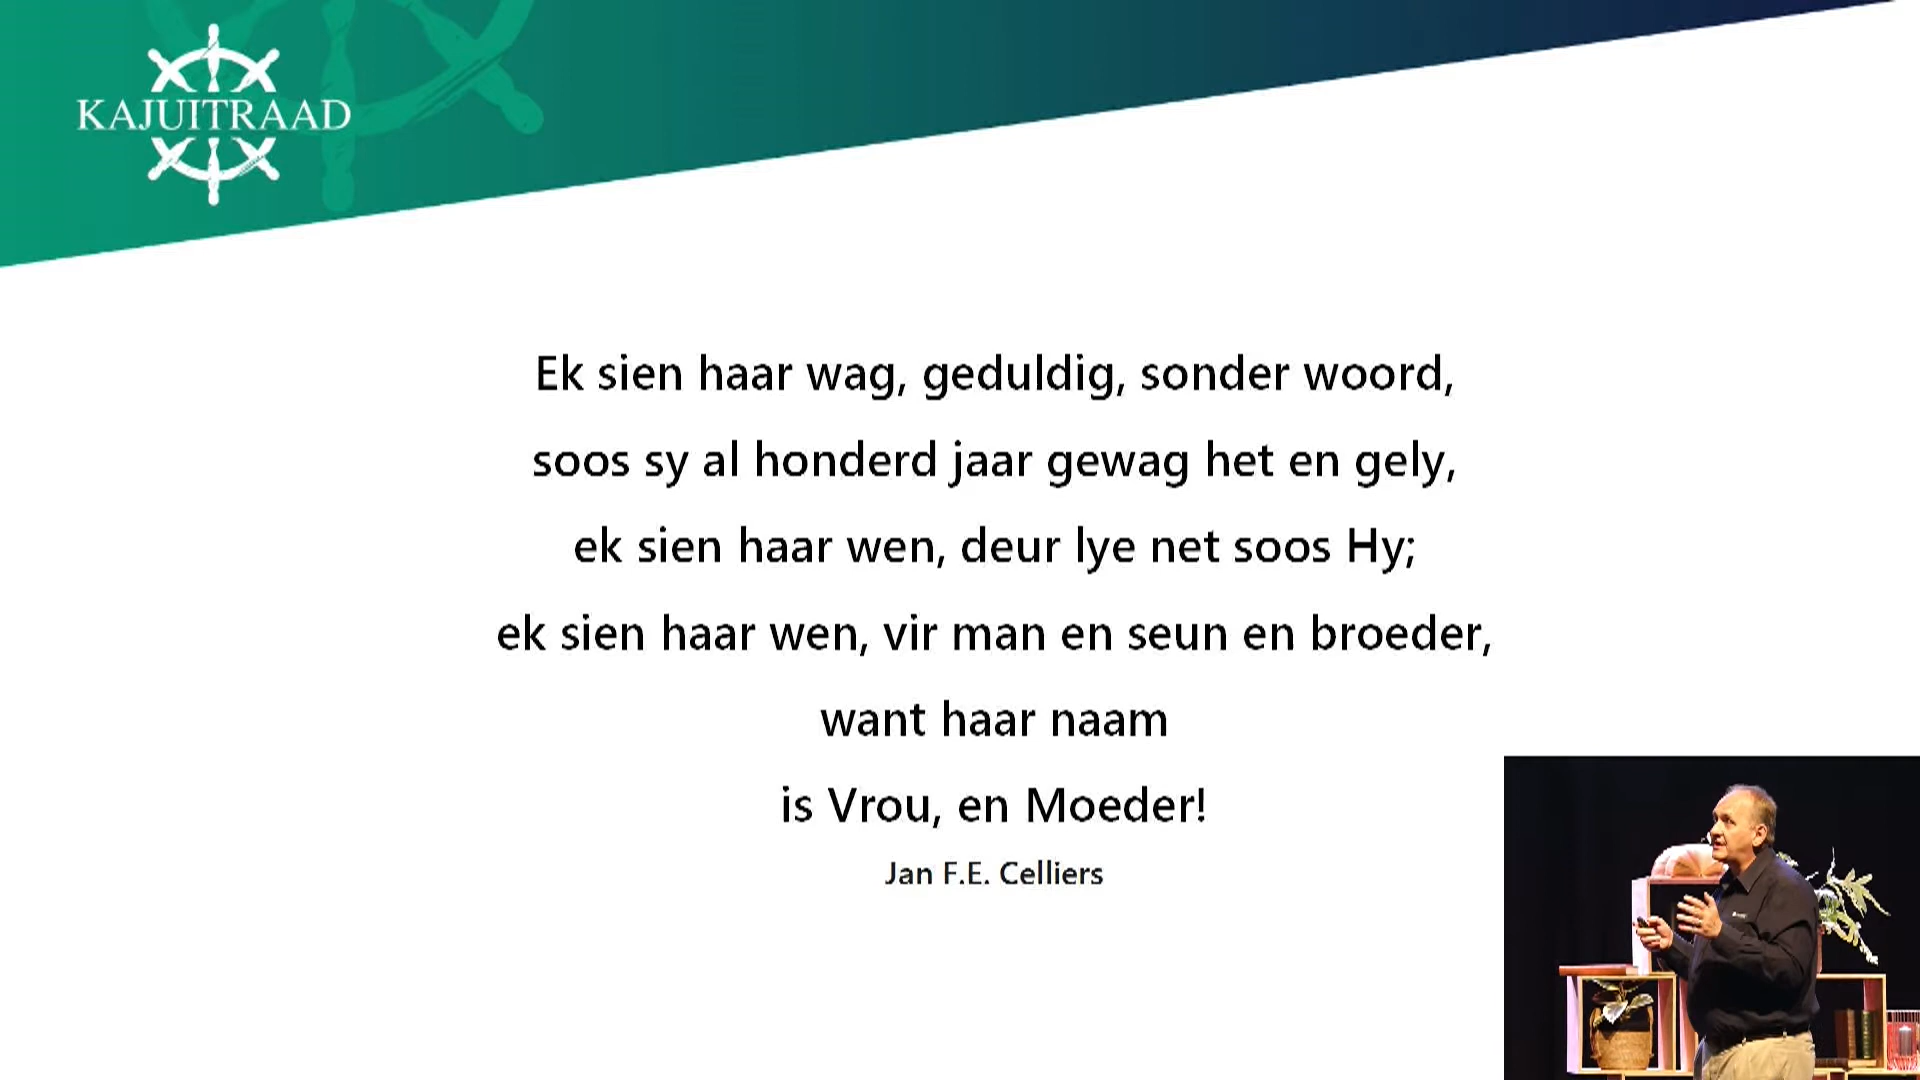 KAJUITRAAD
Ek sien haar wag, geduldig, sonder woord,
soos sy al honderd jaar gewag het en gely,
ek sien haar wen, deur lye net soos Hy;
ek sien haar wen, vir man en seun en broeder,
want haar naam
is Vrou, en Moeder!
Jan F.E. Celliers